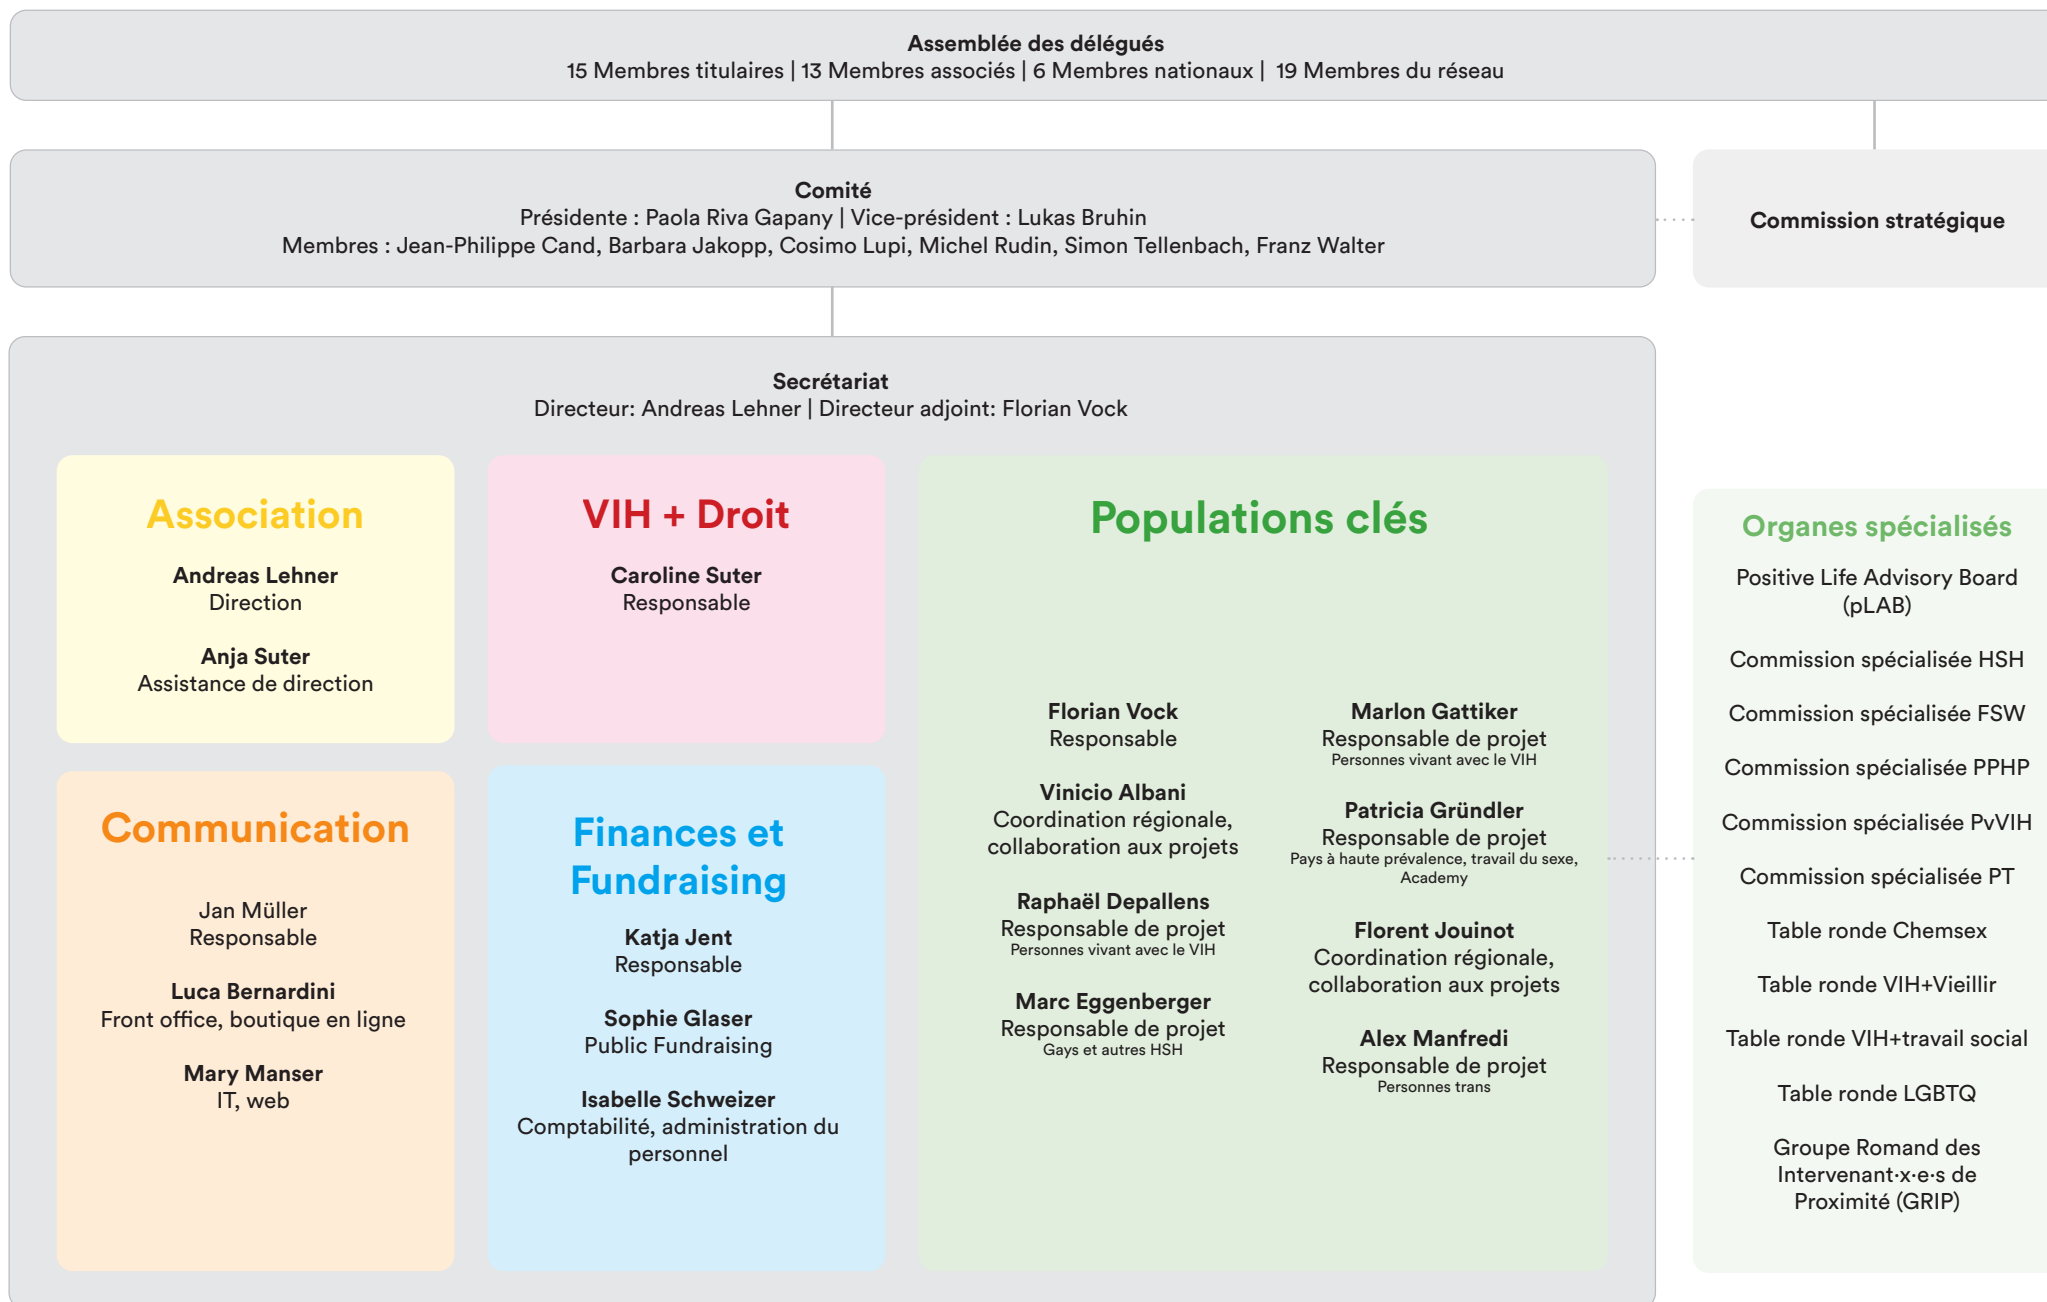 Assemblée des délégués
15 Membres titulaires | 13 Membres associés | 6 Membres nationaux | 19 Membres du réseau
Comité
Présidente : Paola Riva Gapany | Vice-président : Lukas Bruhin
Membres : Jean-Philippe Cand, Barbara Jakopp, Cosimo Lupi, Michel Rudin, Simon Tellenbach, Franz Walter
Commission stratégique
Secrétariat
Directeur: Andreas Lehner | Directeur adjoint: Florian Vock
Association
Andreas Lehner
Direction
Anja Suter
Assistance de direction
VIH + Droit
Caroline Suter
Responsable
Communication
Jan Müller
Responsable
Luca Bernardini
Front office, boutique en ligne
Mary Manser
IT, web
Finances et
Fundraising
Katja Jent
Responsable
Sophie Glaser
Public Fundraising
Isabelle Schweizer
Comptabilité, administration du
personnel
Populations clés
Florian Vock
Responsable
Vinicio Albani
Coordination régionale,
collaboration aux projets
Raphaël Depallens
Responsable de projet
Personnes vivant avec le VIH
Marc Eggenberger
Responsable de projet
Gays et autres HSH
Marlon Gattiker
Responsable de projet
Personnes vivant avec le VIH
Patricia Gründler
Responsable de projet
Pays à haute prévalence, travail du sexe,
Academy
Florent Jouinot
Coordination régionale,
collaboration aux projets
Alex Manfredi
Responsable de projet
Personnes trans
Organes spécialisés
Positive Life Advisory Board
(pLAB)
Commission spécialisée HSH
Commission spécialisée FSW
Commission spécialisée PPHP
Commission spécialisée PvVIH
Commission spécialisée PT
Table ronde Chemsex
Table ronde VIH+Vieillir
Table ronde VIH+travail social
Table ronde LGBTQ
Groupe Romand des
Intervenant·x·e·s de
Proximité (GRIP)